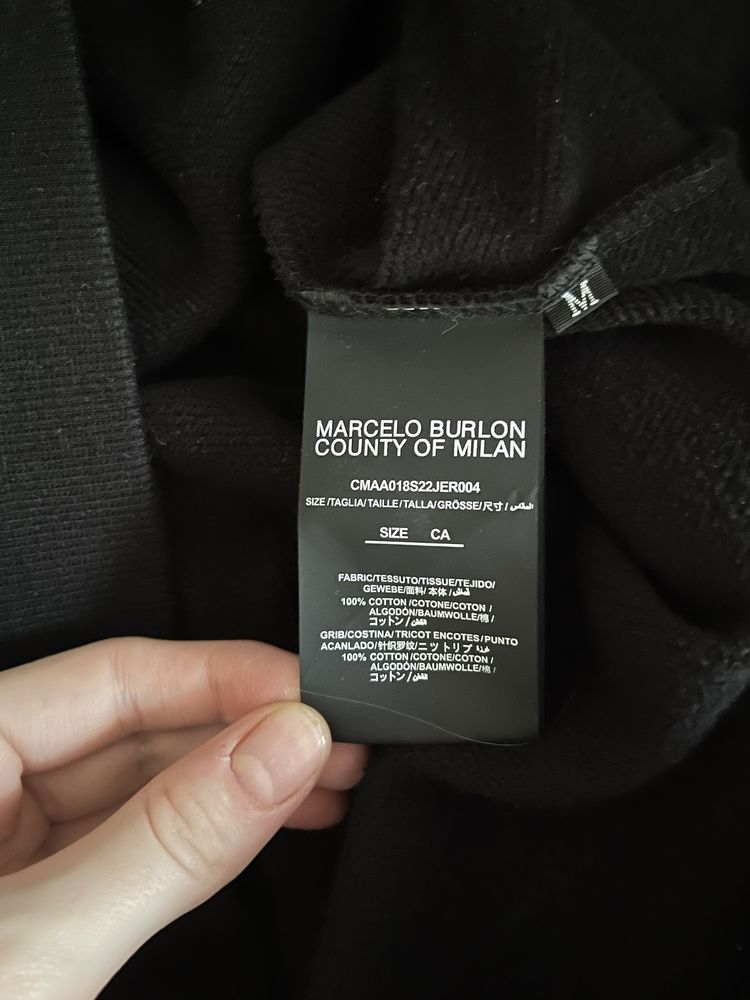 M
MARCELO BURLON
COUNTY OF MILAN
CMAA018S22JER004
SIZE/TAGLIA/TAILLE/TALLA/GRÖSSE/尺寸/
SIZE CA
FABRIC/TESSUTO/TISSUE/TEJIDO/
GEWEBE/面料/本体/
100% COTTON/COTONE/COTON/
ALGODÓN/BAUMWOLLE/棉/
コットン/
GRIB/COSTINA/TRICOT ENCOTES/PUNTO
ACANLADO/针织罗纹/ニットリブ
100% COTTON/COTONE/COTON/
ALGODÓN/BAUMWOLLE/棉/
コットン/